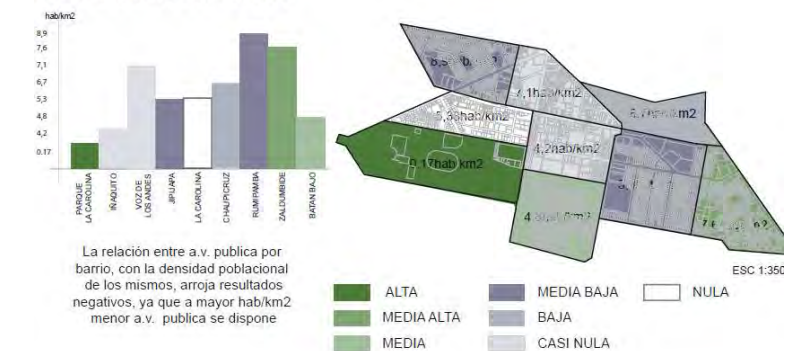 hab/km2
8,9
7,6
7,1
6,7
5,3
4,8
4,2
0.17
PARQUE
LA CAROLINA
IÑAQUITO
VOZ DE
LOS ANDES
JIPIJAPA
LA CAROLINA
CHAUPICRUZ
RUMIPAMBA
ZALDUMBIDE
BATAN BAJO
La relación entre a.v. publica por
barrio, con la densidad poblacional
de los mismos, arroja resultados
negativos, ya que a mayor hab/km2
menor a.v. publica se dispone
7,1hab/km2
5,33hab/km2
4,2hab/km2
0,17hab/km2
ESC 1:350
ALTA
MEDIA ALTA
MEDIA
MEDIA BAJA
BAJA
CASI NULA
NULA